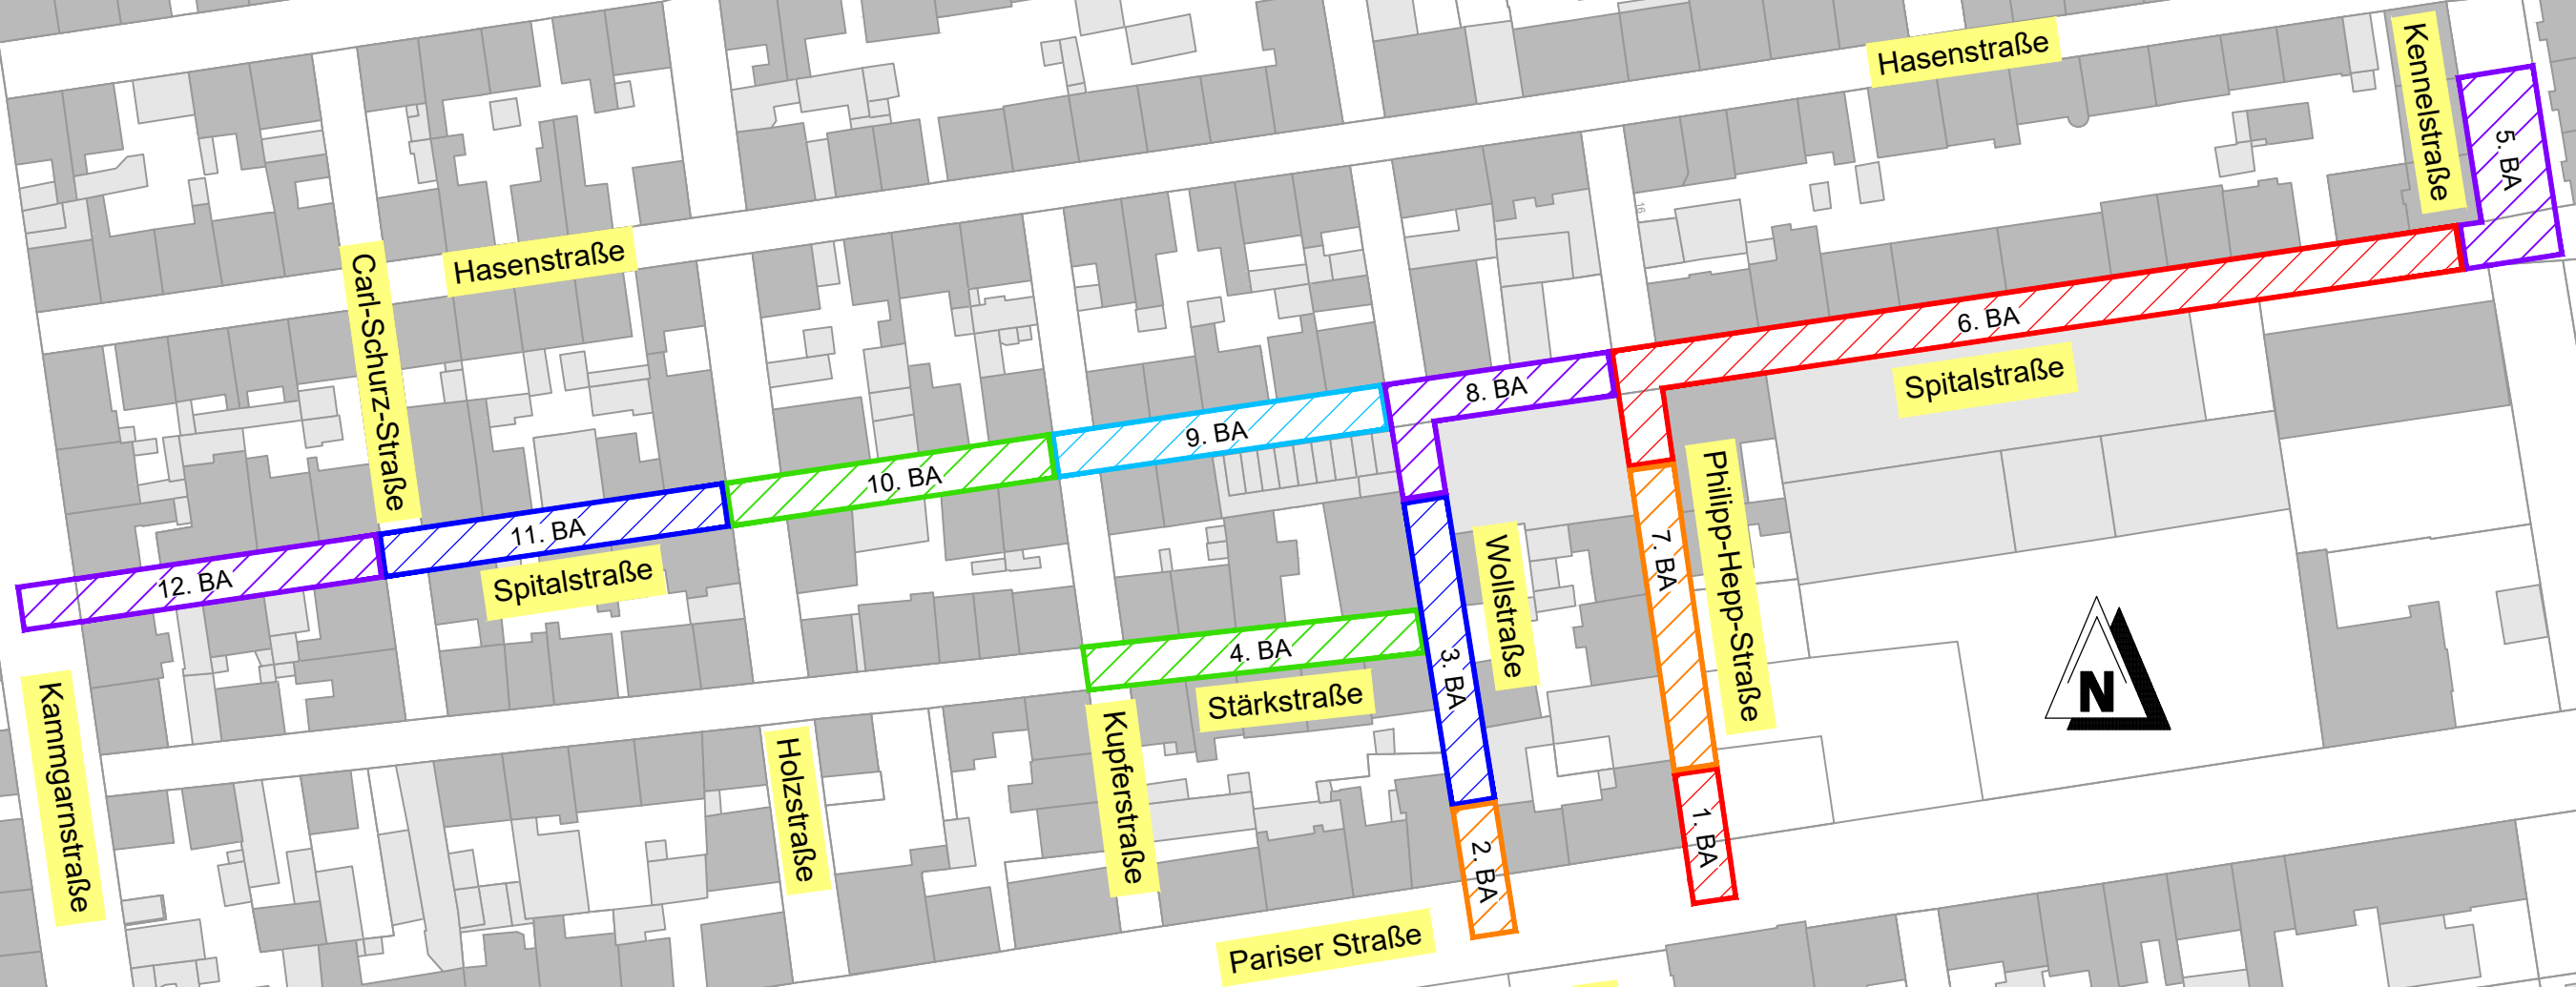 Hasenstraße
Kennelstraße
5. BA
16
Hasenstraße
Carl-Schurz-Straße
6. BA
Spitalstraße
8. BA
9. BA
10. BA
11. BA
Spitalstraße
12. BA
7. BA
Philipp-Hepp-Straße
Wollstraße
4. BA
3. BA
Stärkstraße
N
Kammgarnstraße
Holzstraße
Kupferstraße
1. BA
2. BA
Pariser Straße